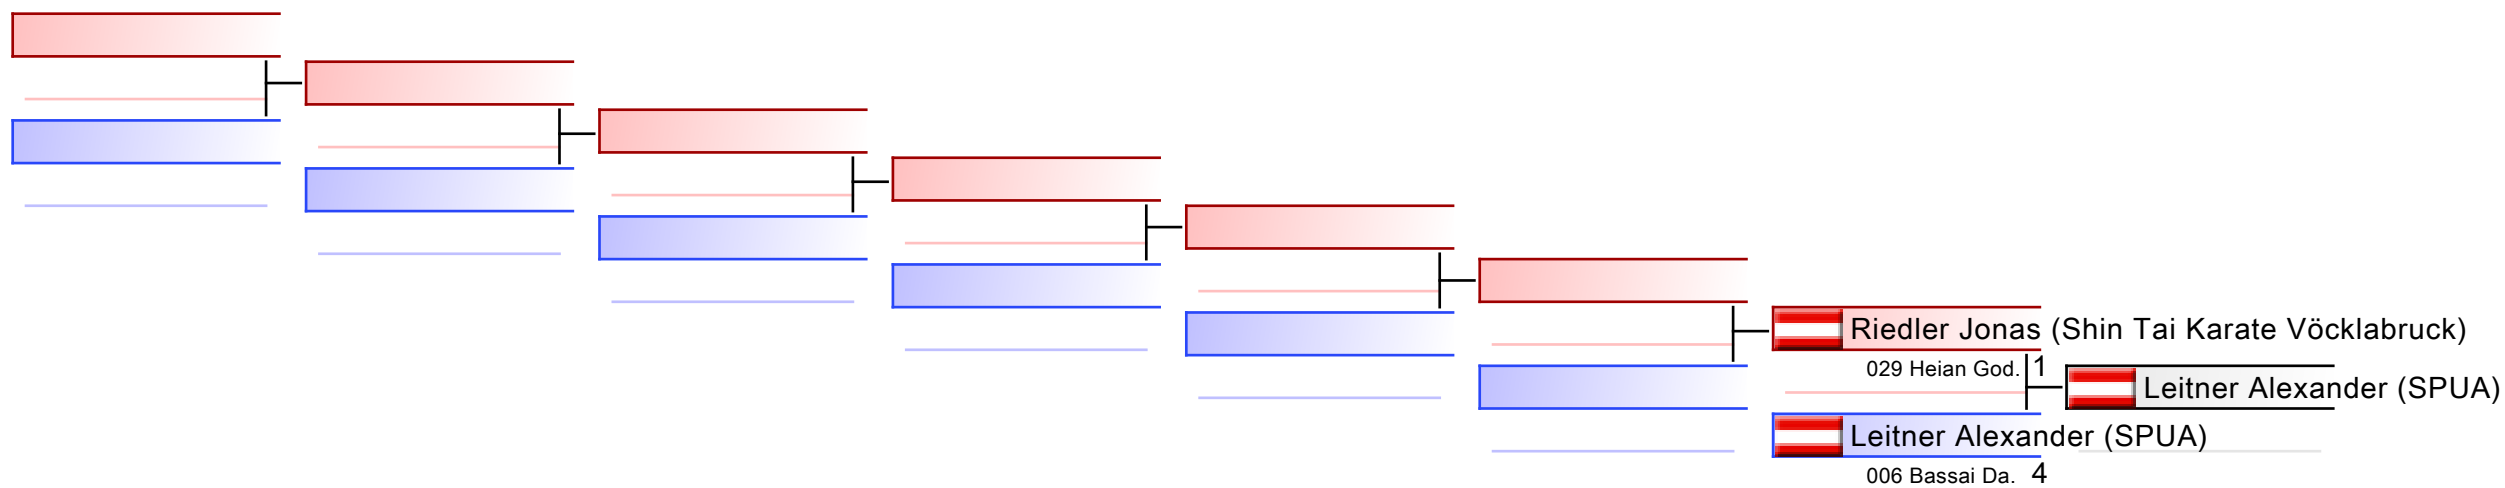 Riedler Jonas (Shin Tai Karate Vöcklabruck)
029 Heian God. 1
Leitner Alexander (SPUA)
Leitner Alexander (SPUA)
006 Bassai Da. 4